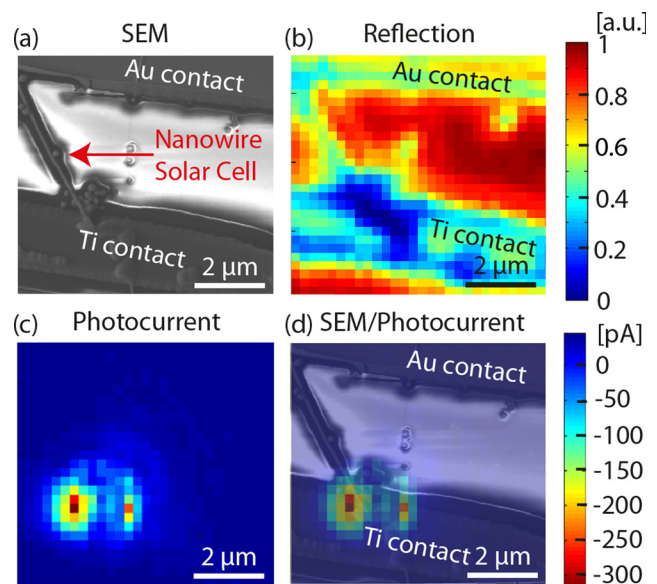 (a) SEM
(b) Reflection
[a.u.]
Au contact
Nanowire
Solar Cell
Ti contact
2 μm
Au contact
Ti contact
2 μm
1
0.8
0.6
0.4
0.2
0
(c) Photocurrent
(d) SEM/Photocurrent
[pA]
2 μm
Au contact
Ti contact
2 μm
0
-50
-100
-150
-200
-250
-300